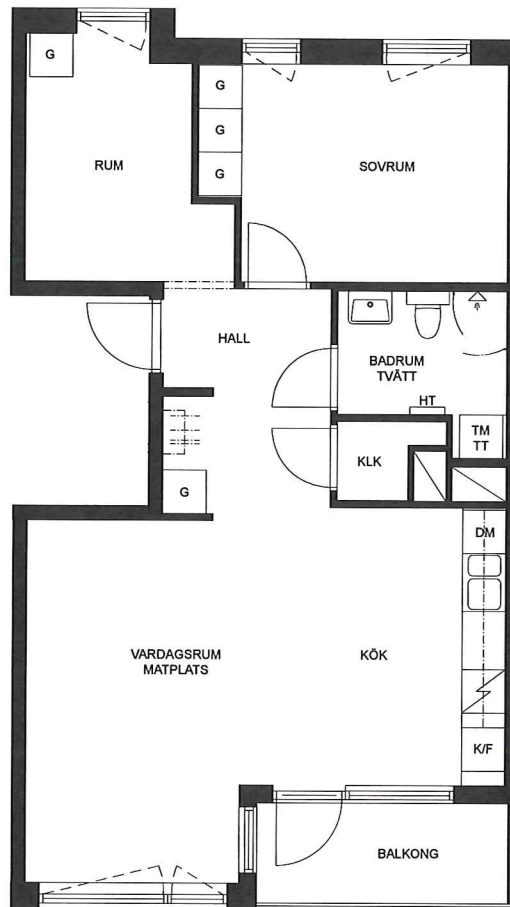 G
G
G
G
RUM
SOVRUM
HALL
BADRUM
TVÄTT
HT
TM
TT
KLK
G
DM
VARDAGSRUM
MATPLATS
KÖK
K/F
BALKONG